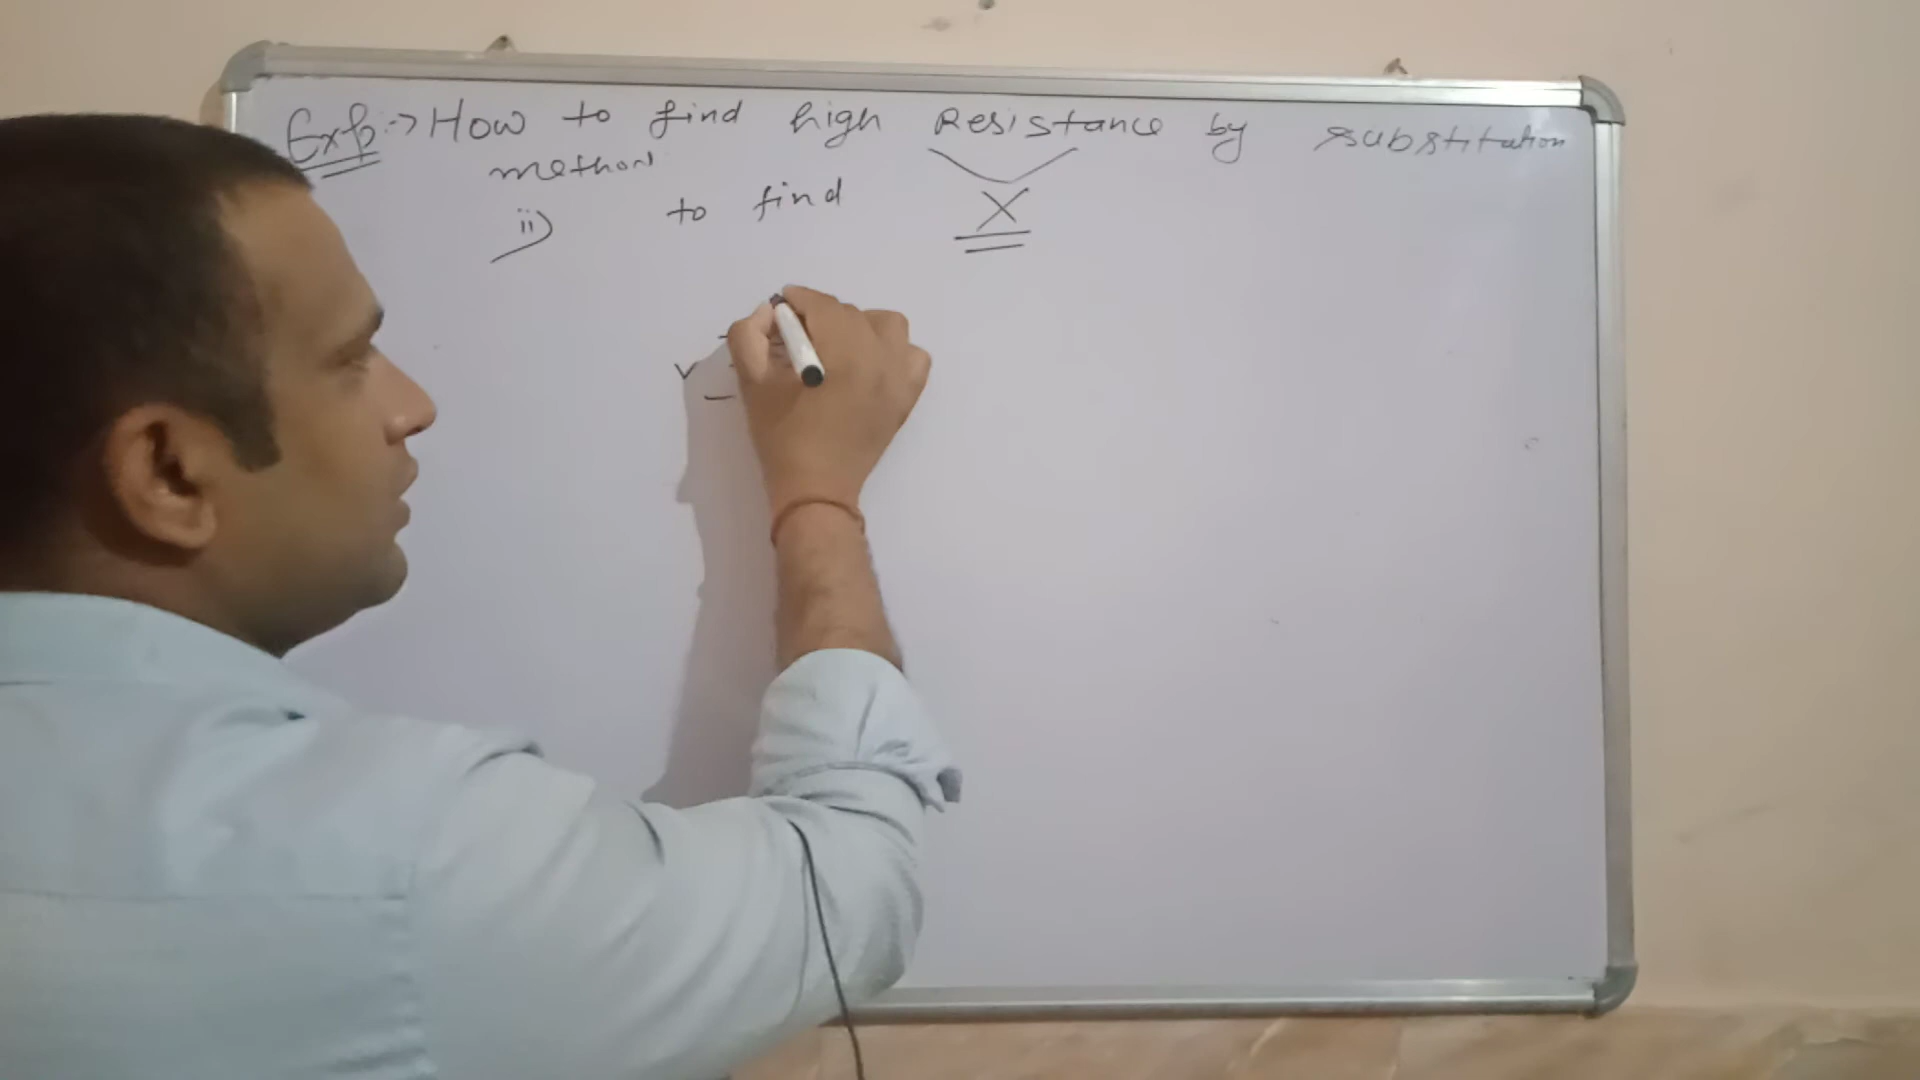 Exp:→ How to find high Resistance by substitution
method
ii) to find X
V